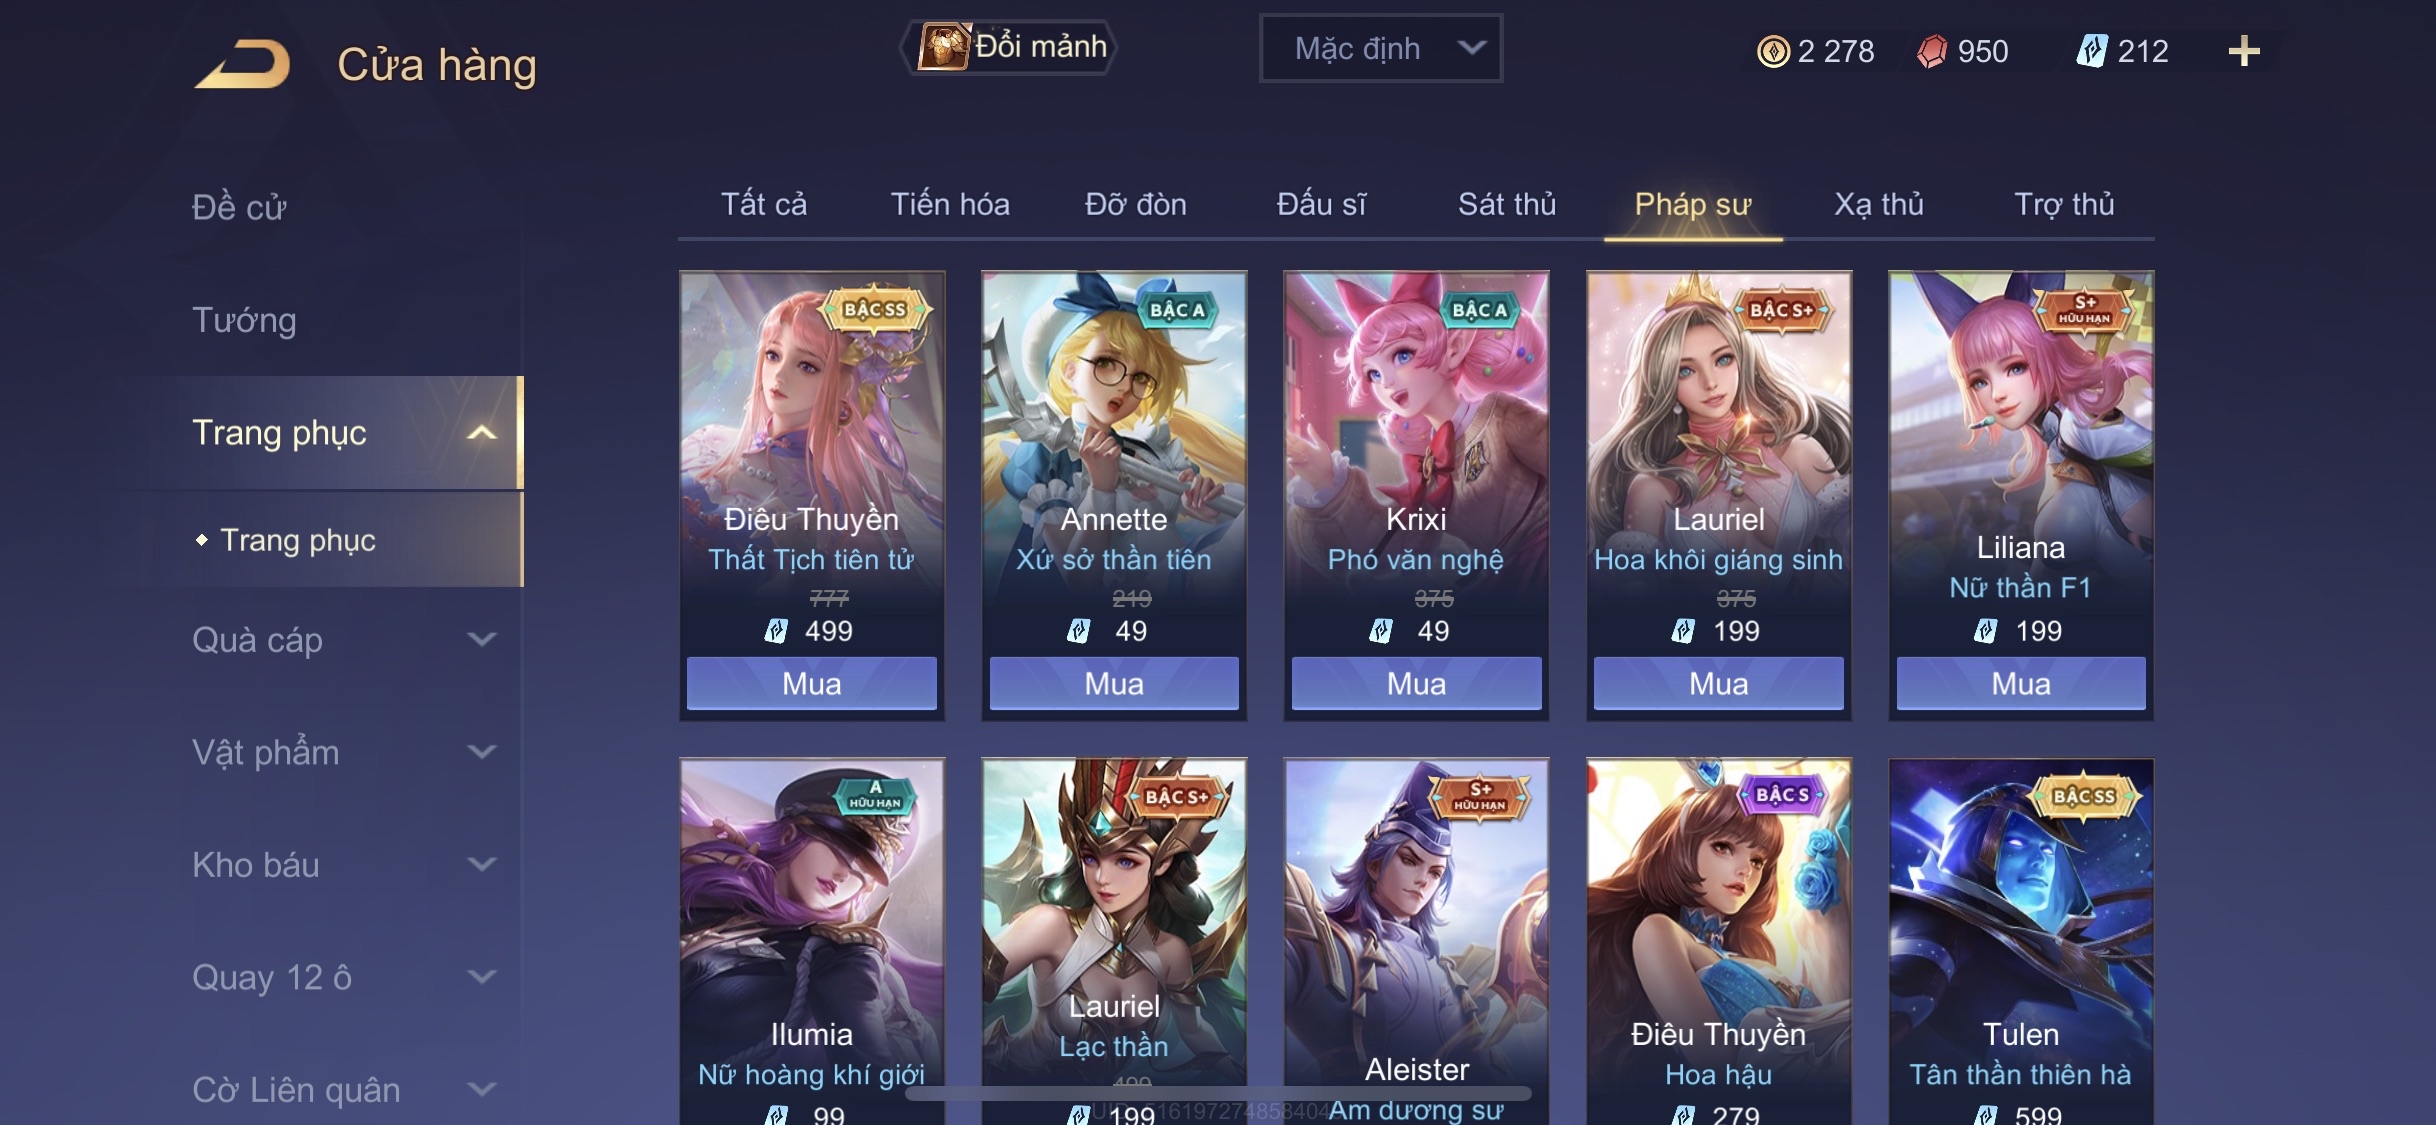 Cửa hàng
Đổi mảnh
Mặc định
2 278
950
212
Đề cử
Tướng
Trang phục
Trang phục
Quà cáp
Vật phẩm
Kho báu
Quay 12 ô
Cờ Liên quân
Tất cả
Tiến hóa
Đỡ đòn
Đấu sĩ
Sát thủ
Pháp sư
Xạ thủ
Trợ thủ
BẬC SS
Điêu Thuyền
Thất Tịch tiên tử
777
499
Mua
BẬC A
Annette
Xứ sở thần tiên
219
49
Mua
BẬC A
Krixi
Phó văn nghệ
375
49
Mua
BẬC S+
Lauriel
Hoa khôi giáng sinh
375
199
Mua
S+
HỮU HẠN
Liliana
Nữ thần F1
199
Mua
A
HỮU HẠN
Ilumia
Nữ hoàng khí giới
99
BẬC S+
Lauriel
Lạc thần
499
199
S+
HỮU HẠN
Aleister
Âm dương sư
BẬC S
Điêu Thuyền
Hoa hậu
279
BẬC SS
Tulen
Tân thần thiên hà
599